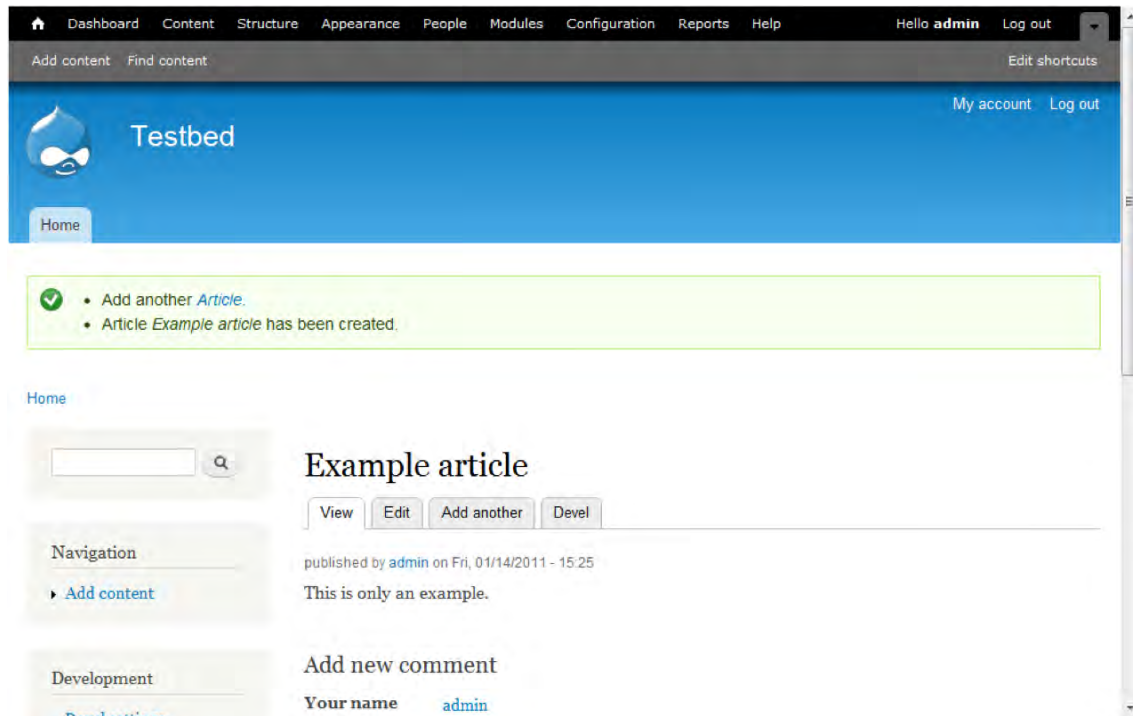 Dashboard Content Structure Appearance People Modules Configuration Reports Help Hello admin Log out
Add content Find content Edit shortcuts
My account Log out
Testbed
Home
Add another Article.
Article Example article has been created.
Home
Example article
View Edit Add another Devel
Navigation
published by admin on Fri, 01/14/2011 - 15:25
Add content
This is only an example.
Development
Add new comment
Your name admin